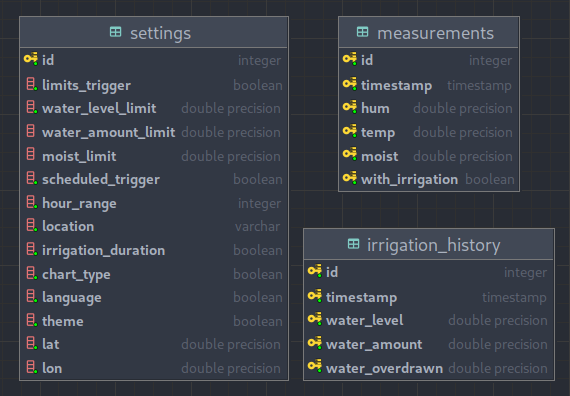 settings
id integer
limits_trigger boolean
water_level_limit double precision
water_amount_limit double precision
moist_limit double precision
scheduled_trigger boolean
hour_range integer
location varchar
irrigation_duration boolean
chart_type boolean
language boolean
theme boolean
lat double precision
lon double precision
measurements
id integer
timestamp timestamp
hum double precision
temp double precision
moist double precision
with_irrigation boolean
irrigation_history
id integer
timestamp timestamp
water_level double precision
water_amount double precision
water_overdrawn double precision